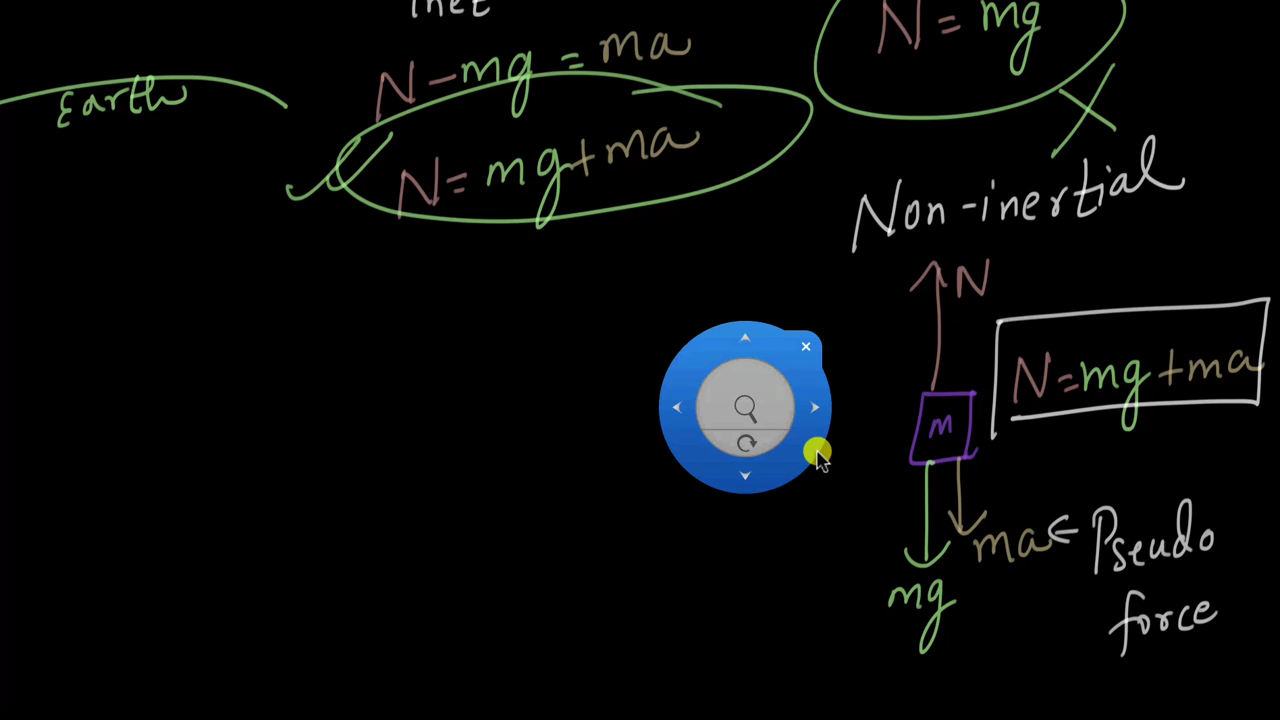 N - mg = ma
N = mg + ma
Earth
N = mg
Non-inertial
N
N = mg + ma
m
ma ← Pseudo
force
mg